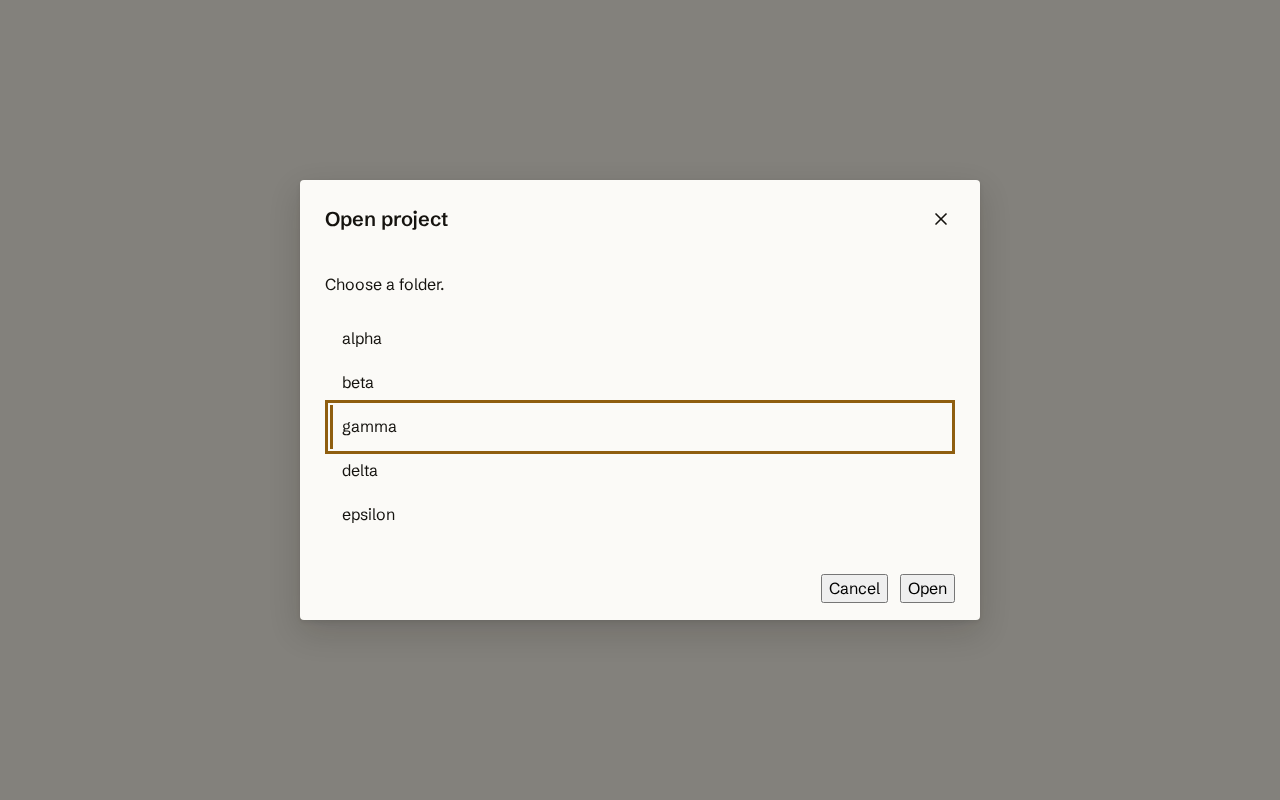 Open project
Choose a folder.
alpha
beta
gamma
delta
epsilon
Cancel Open